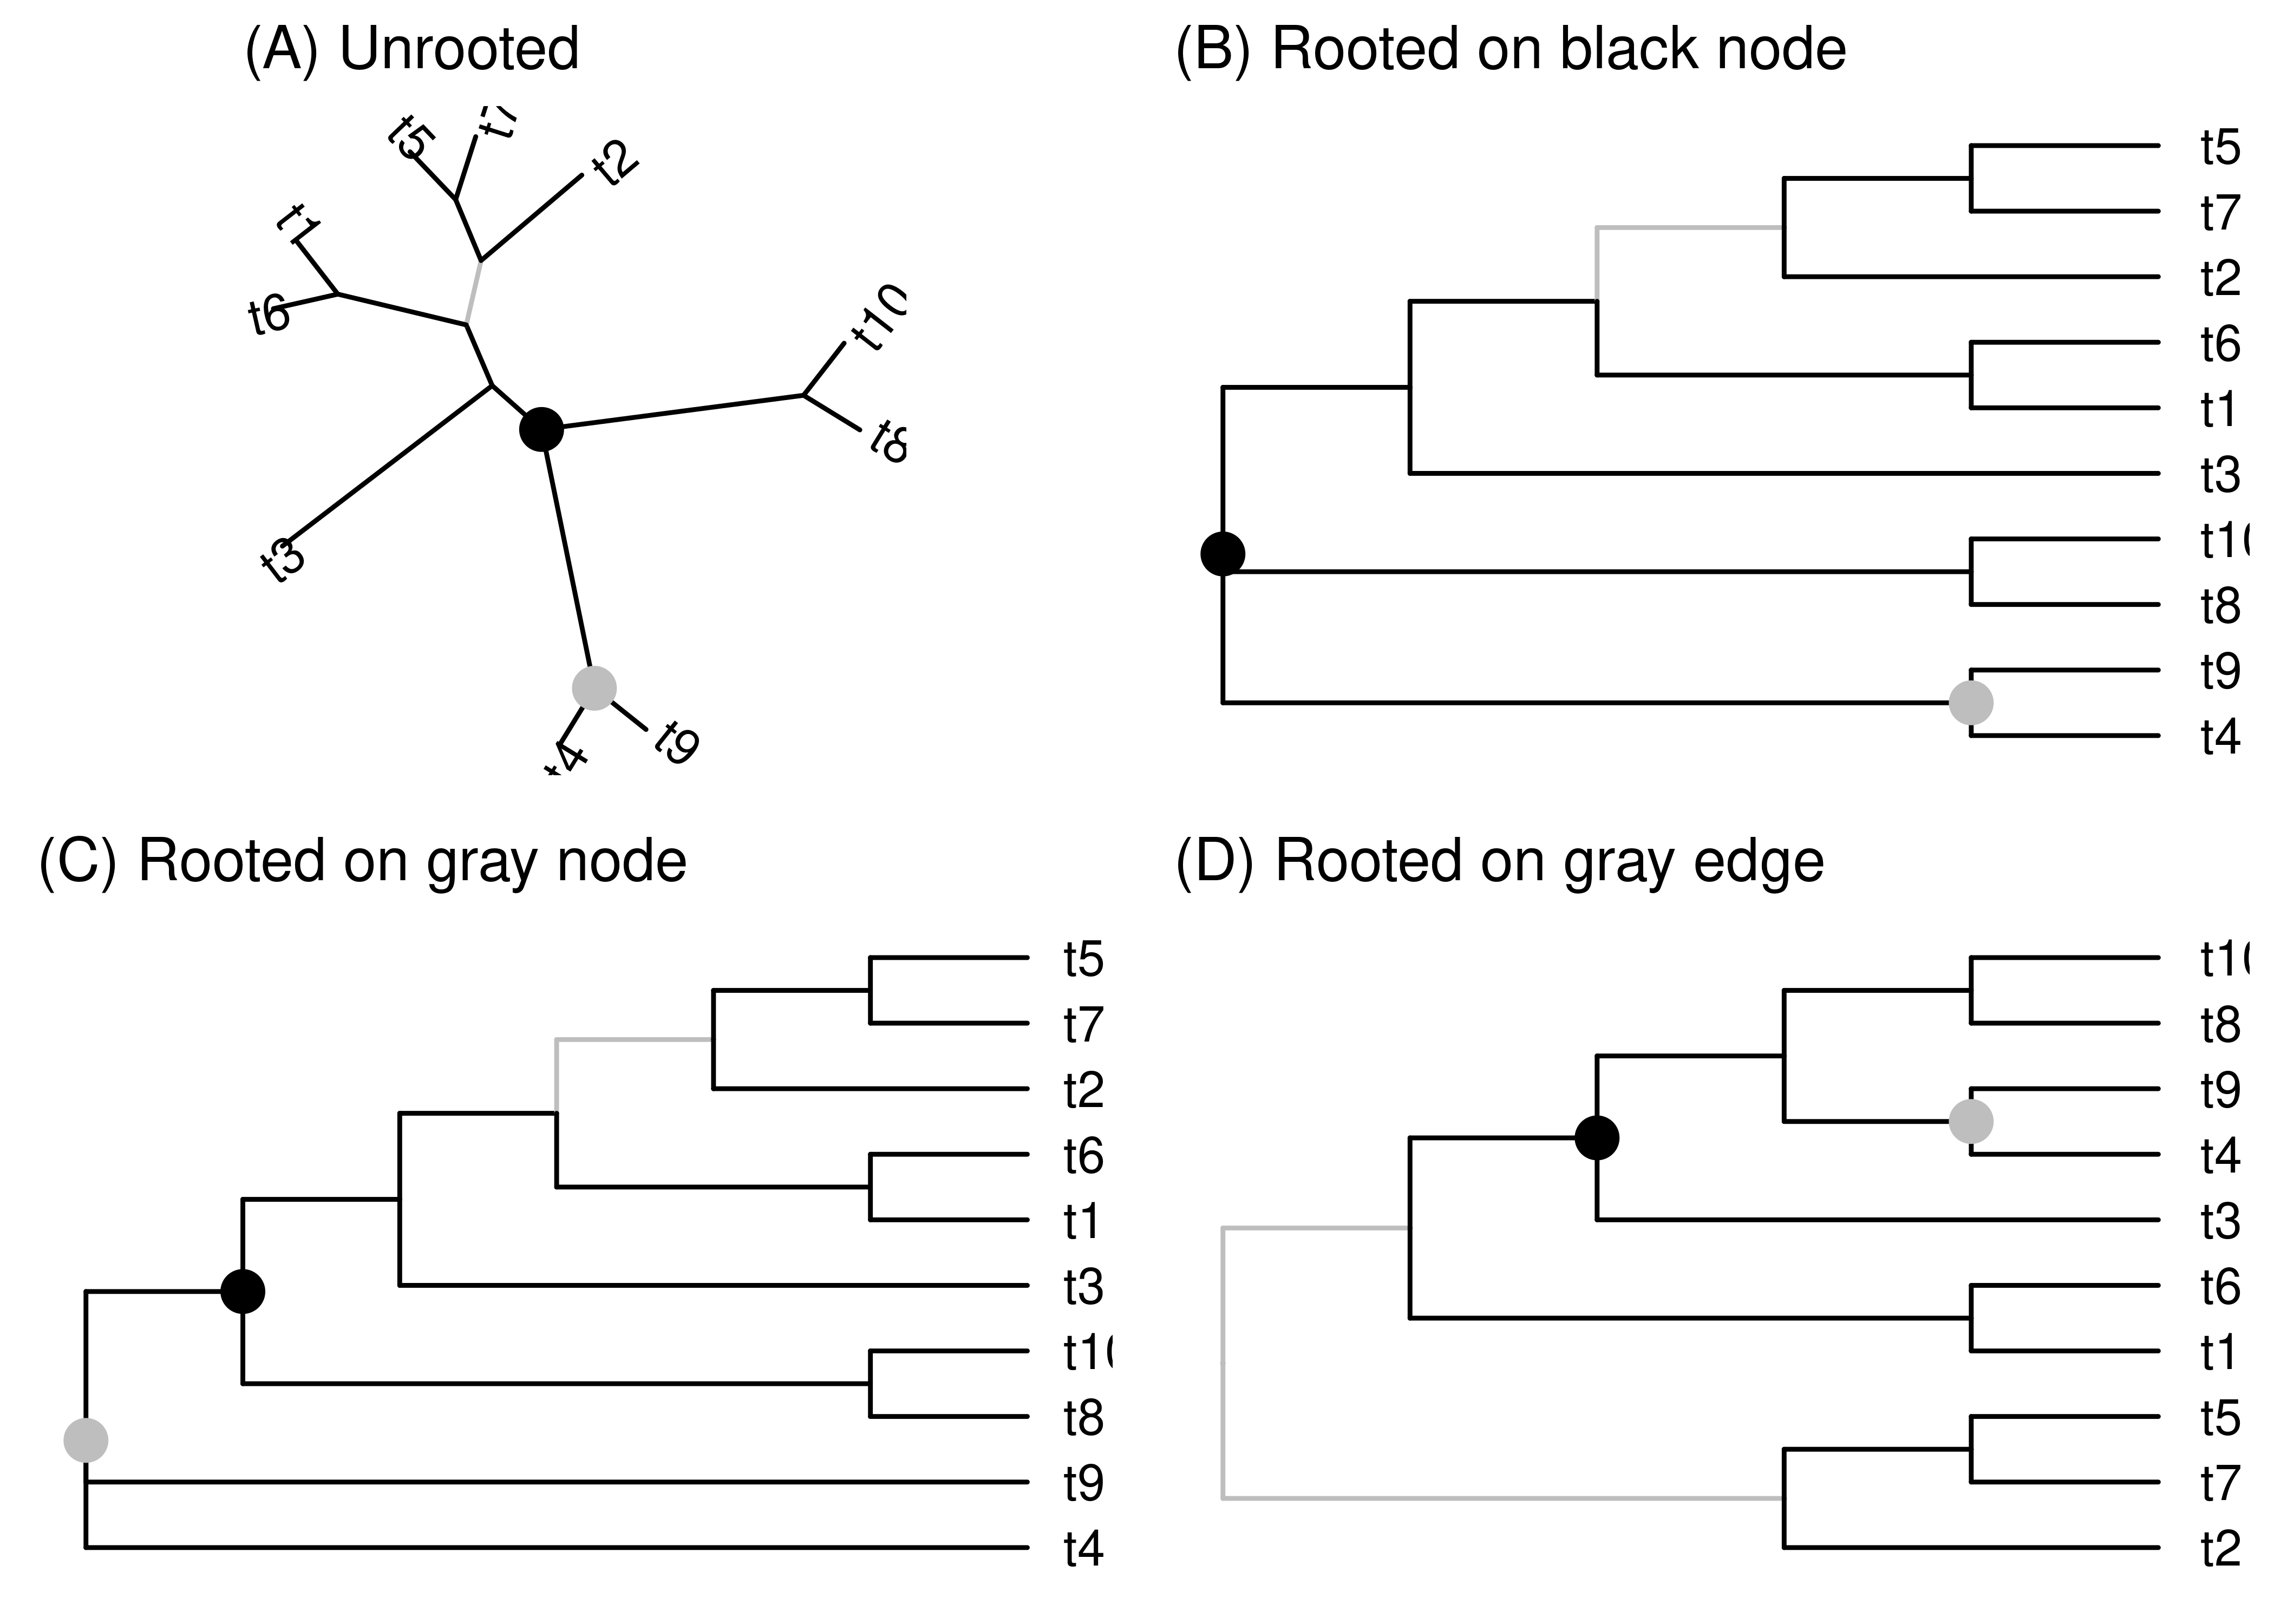 (A) Unrooted
t5
t7
t2
t1
t6
t10
t8
t3
t9
t4
(B) Rooted on black node
t5
t7
t2
t6
t1
t3
t10
t8
t9
t4
(C) Rooted on gray node
t5
t7
t2
t6
t1
t3
t10
t8
t9
t4
(D) Rooted on gray edge
t10
t8
t9
t4
t3
t6
t1
t5
t7
t2